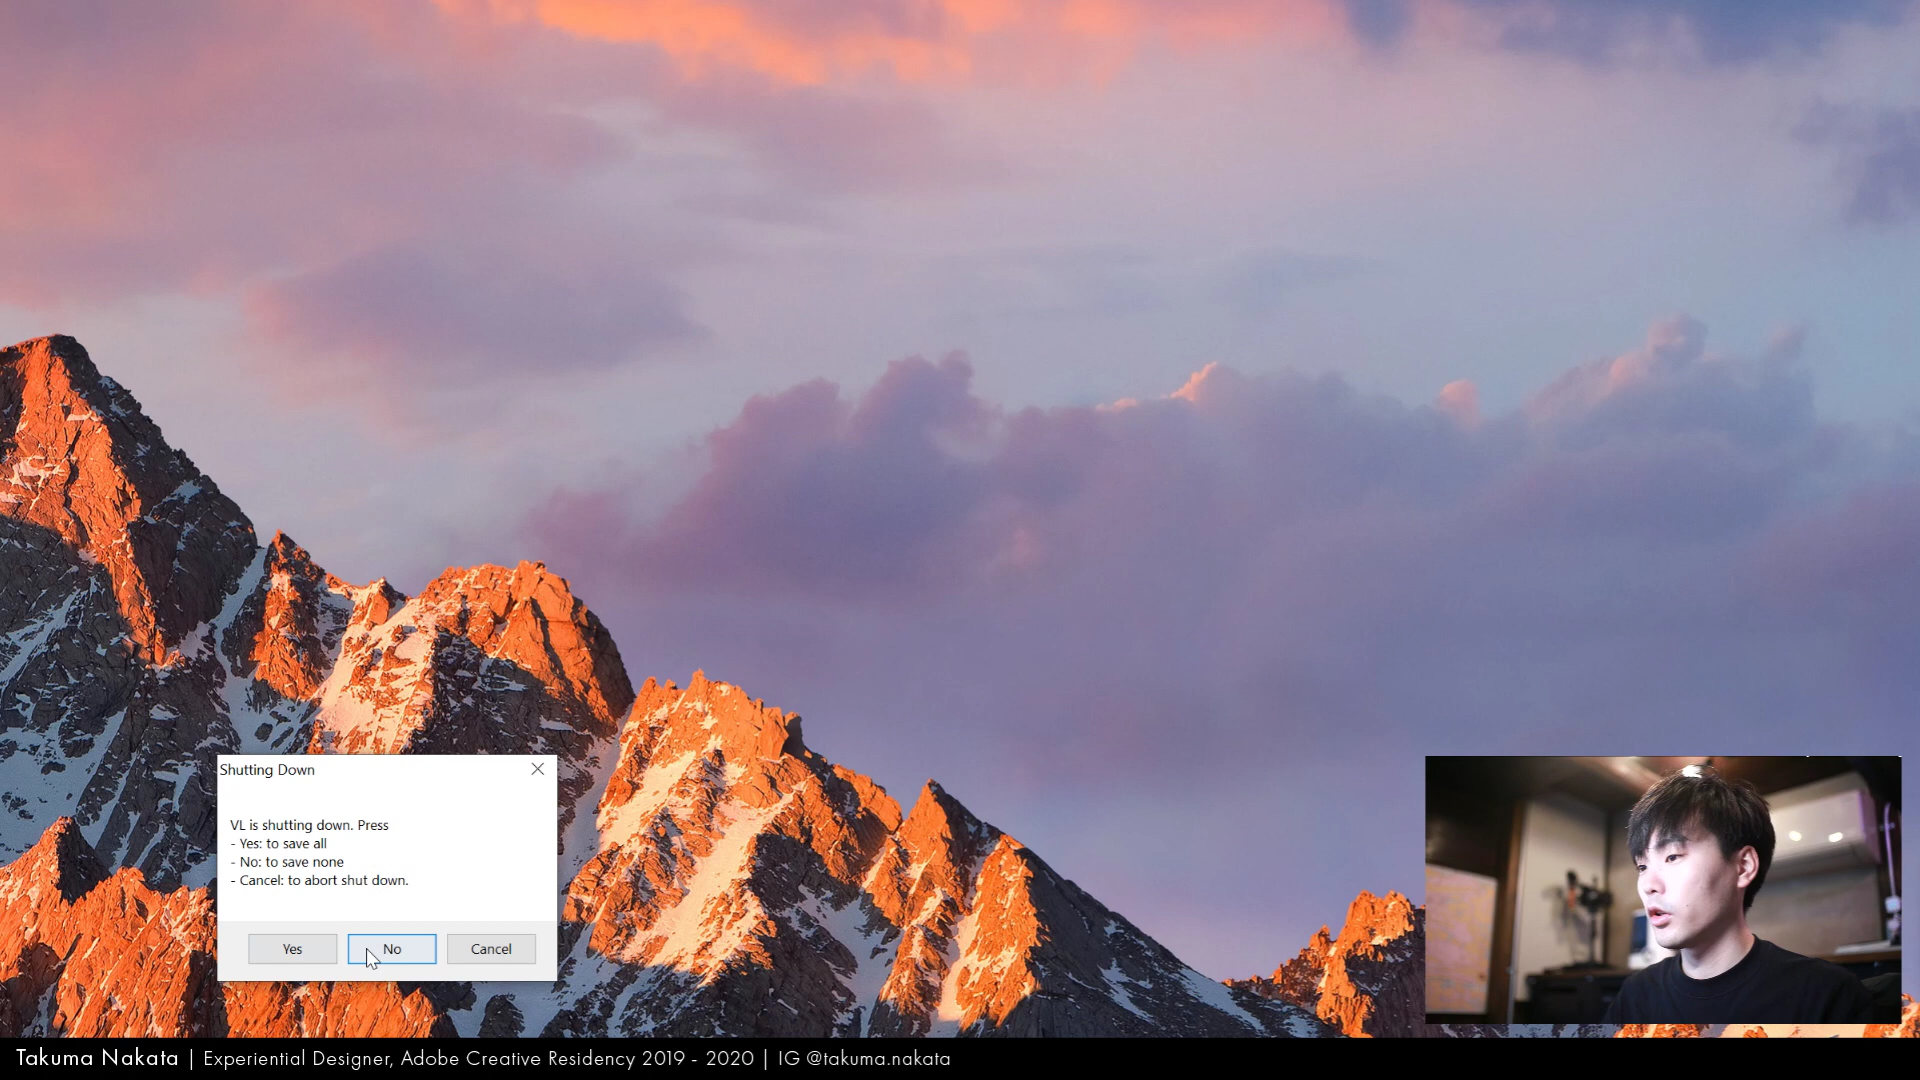 Shutting Down
VL is shutting down. Press
- Yes: to save all
- No: to save none
- Cancel: to abort shut down.
Yes No Cancel
Takuma Nakata | Experiential Designer, Adobe Creative Residency 2019 - 2020 | IG @takuma.nakata